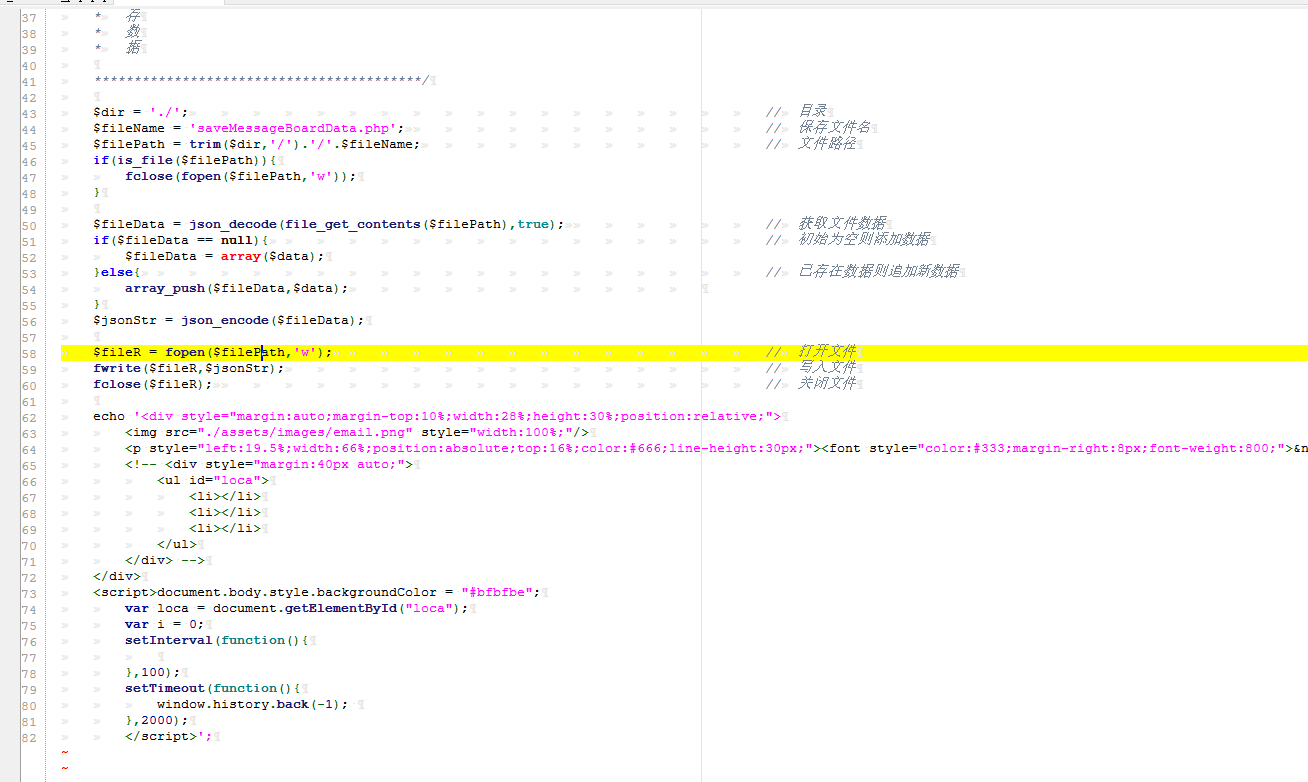 37 * 存
38 * 数
39 * 据
40
41 *****************************************/
42
43 $dir = './'; // 目录
44 $fileName = 'saveMessageBoardData.php'; // 保存文件名
45 $filePath = trim($dir,'/').'/'.$fileName; // 文件路径
46 if(is_file($filePath)){
47 fclose(fopen($filePath,'w'));
48 }
49
50 $fileData = json_decode(file_get_contents($filePath),true); // 获取文件数据
51 if($fileData == null){ // 初始为空则添加数据
52 $fileData = array($data);
53 }else{ // 已存在数据则追加新数据
54 array_push($fileData,$data);
55 }
56 $jsonStr = json_encode($fileData);
57
58 $fileR = fopen($filePath,'w'); // 打开文件
59 fwrite($fileR,$jsonStr); // 写入文件
60 fclose($fileR); // 关闭文件
61
62 echo '<div style="margin:auto;margin-top:10%;width:28%;height:30%;position:relative;">
63 <img src="./assets/images/email.png" style="width:100%;"/>
64 <p style="left:19.5%;width:66%;position:absolute;top:16%;color:#666;line-height:30px;"><font style="color:#333;margin-right:8px;font-weight:800;">&n
65 <!-- <div style="margin:40px auto;">
66 <ul id="loca">
67 <li></li>
68 <li></li>
69 <li></li>
70 </ul>
71 </div> -->
72 </div>
73 <script>document.body.style.backgroundColor = "#bfbfbe";
74 var loca = document.getElementById("loca");
75 var i = 0;
76 setInterval(function(){
77
78 },100);
79 setTimeout(function(){
80 window.history.back(-1);
81 },2000);
82 </script>';
~
~